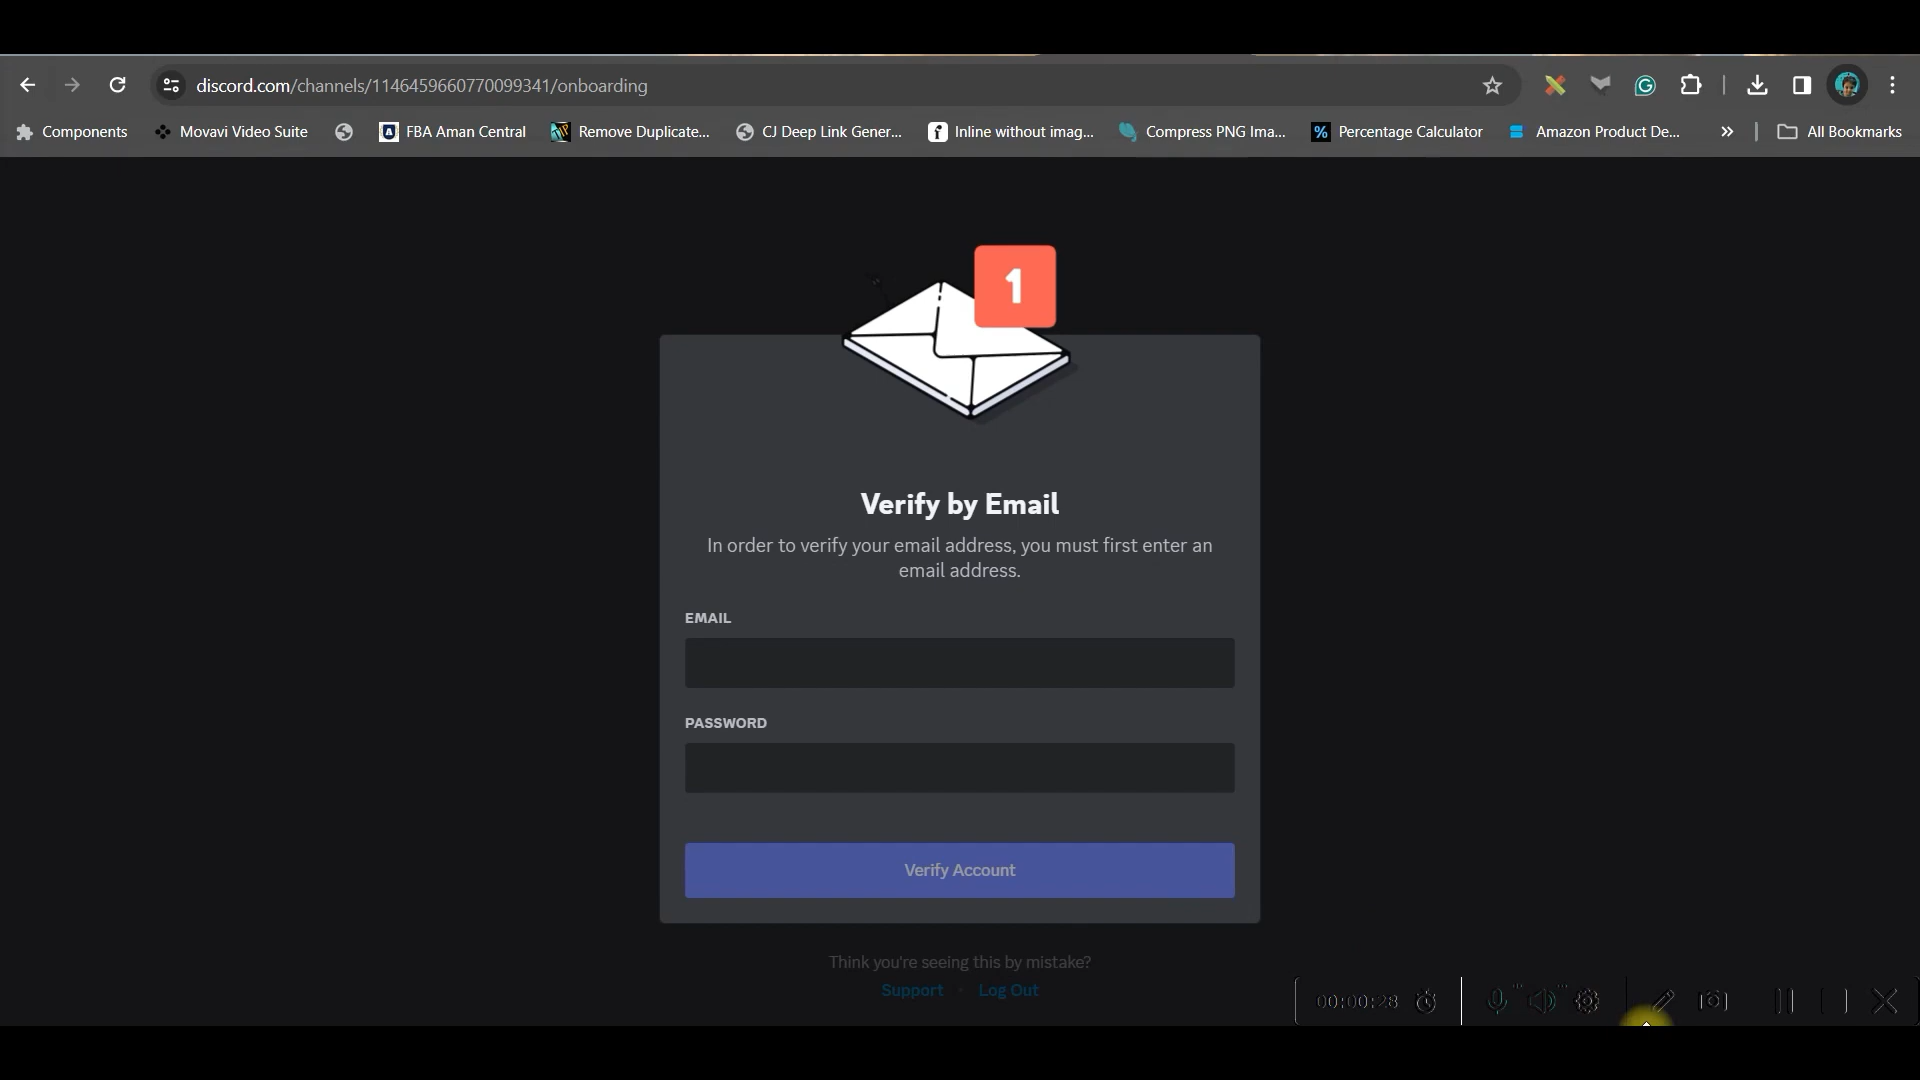 discord.com/channels/1146459660770099341/onboarding
Components Movavi Video Suite FBA Aman Central Remove Duplicate... CJ Deep Link Gener... Inline without imag... Compress PNG Ima... Percentage Calculator Amazon Product De... » All Bookmarks
1
Verify by Email
In order to verify your email address, you must first enter an
email address.
EMAIL
PASSWORD
Verify Account
Think you're seeing this by mistake?
Support · Log Out
00:00:28